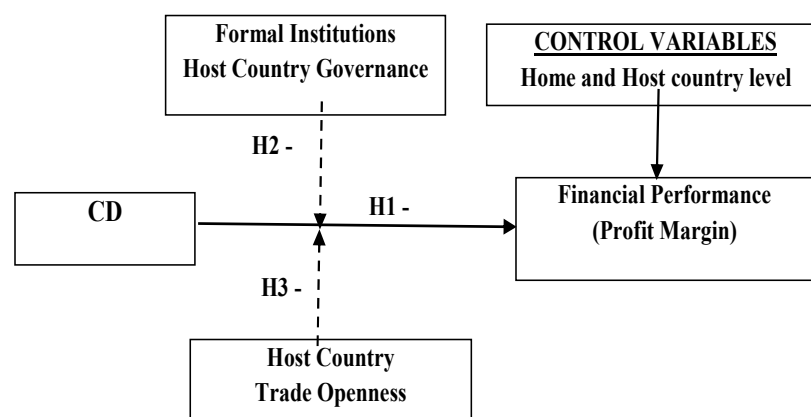 Formal Institutions
Host Country Governance
CONTROL VARIABLES
Home and Host country level
H2 -
CD
H1 -
Financial Performance
(Profit Margin)
H3 -
Host Country
Trade Openness